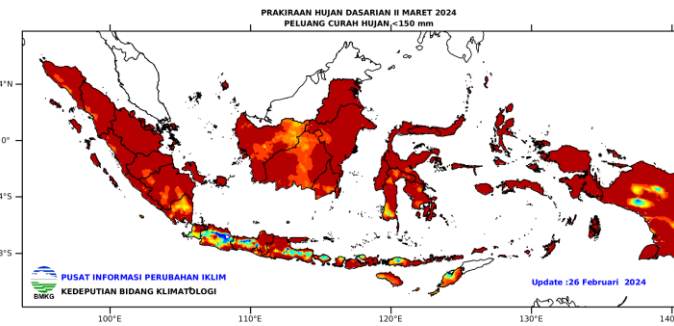 PRAKIRAAN HUJAN DASARIAN II MARET 2024
PELUANG CURAH HUJAN <150 mm
4°N
0°
4°S
8°S
PUSAT INFORMASI PERUBAHAN IKLIM
KEDEPUTIAN BIDANG KLIMATOLOGI
BMKG
Update :26 Februari 2024
100°E
110°E
120°E
130°E
140